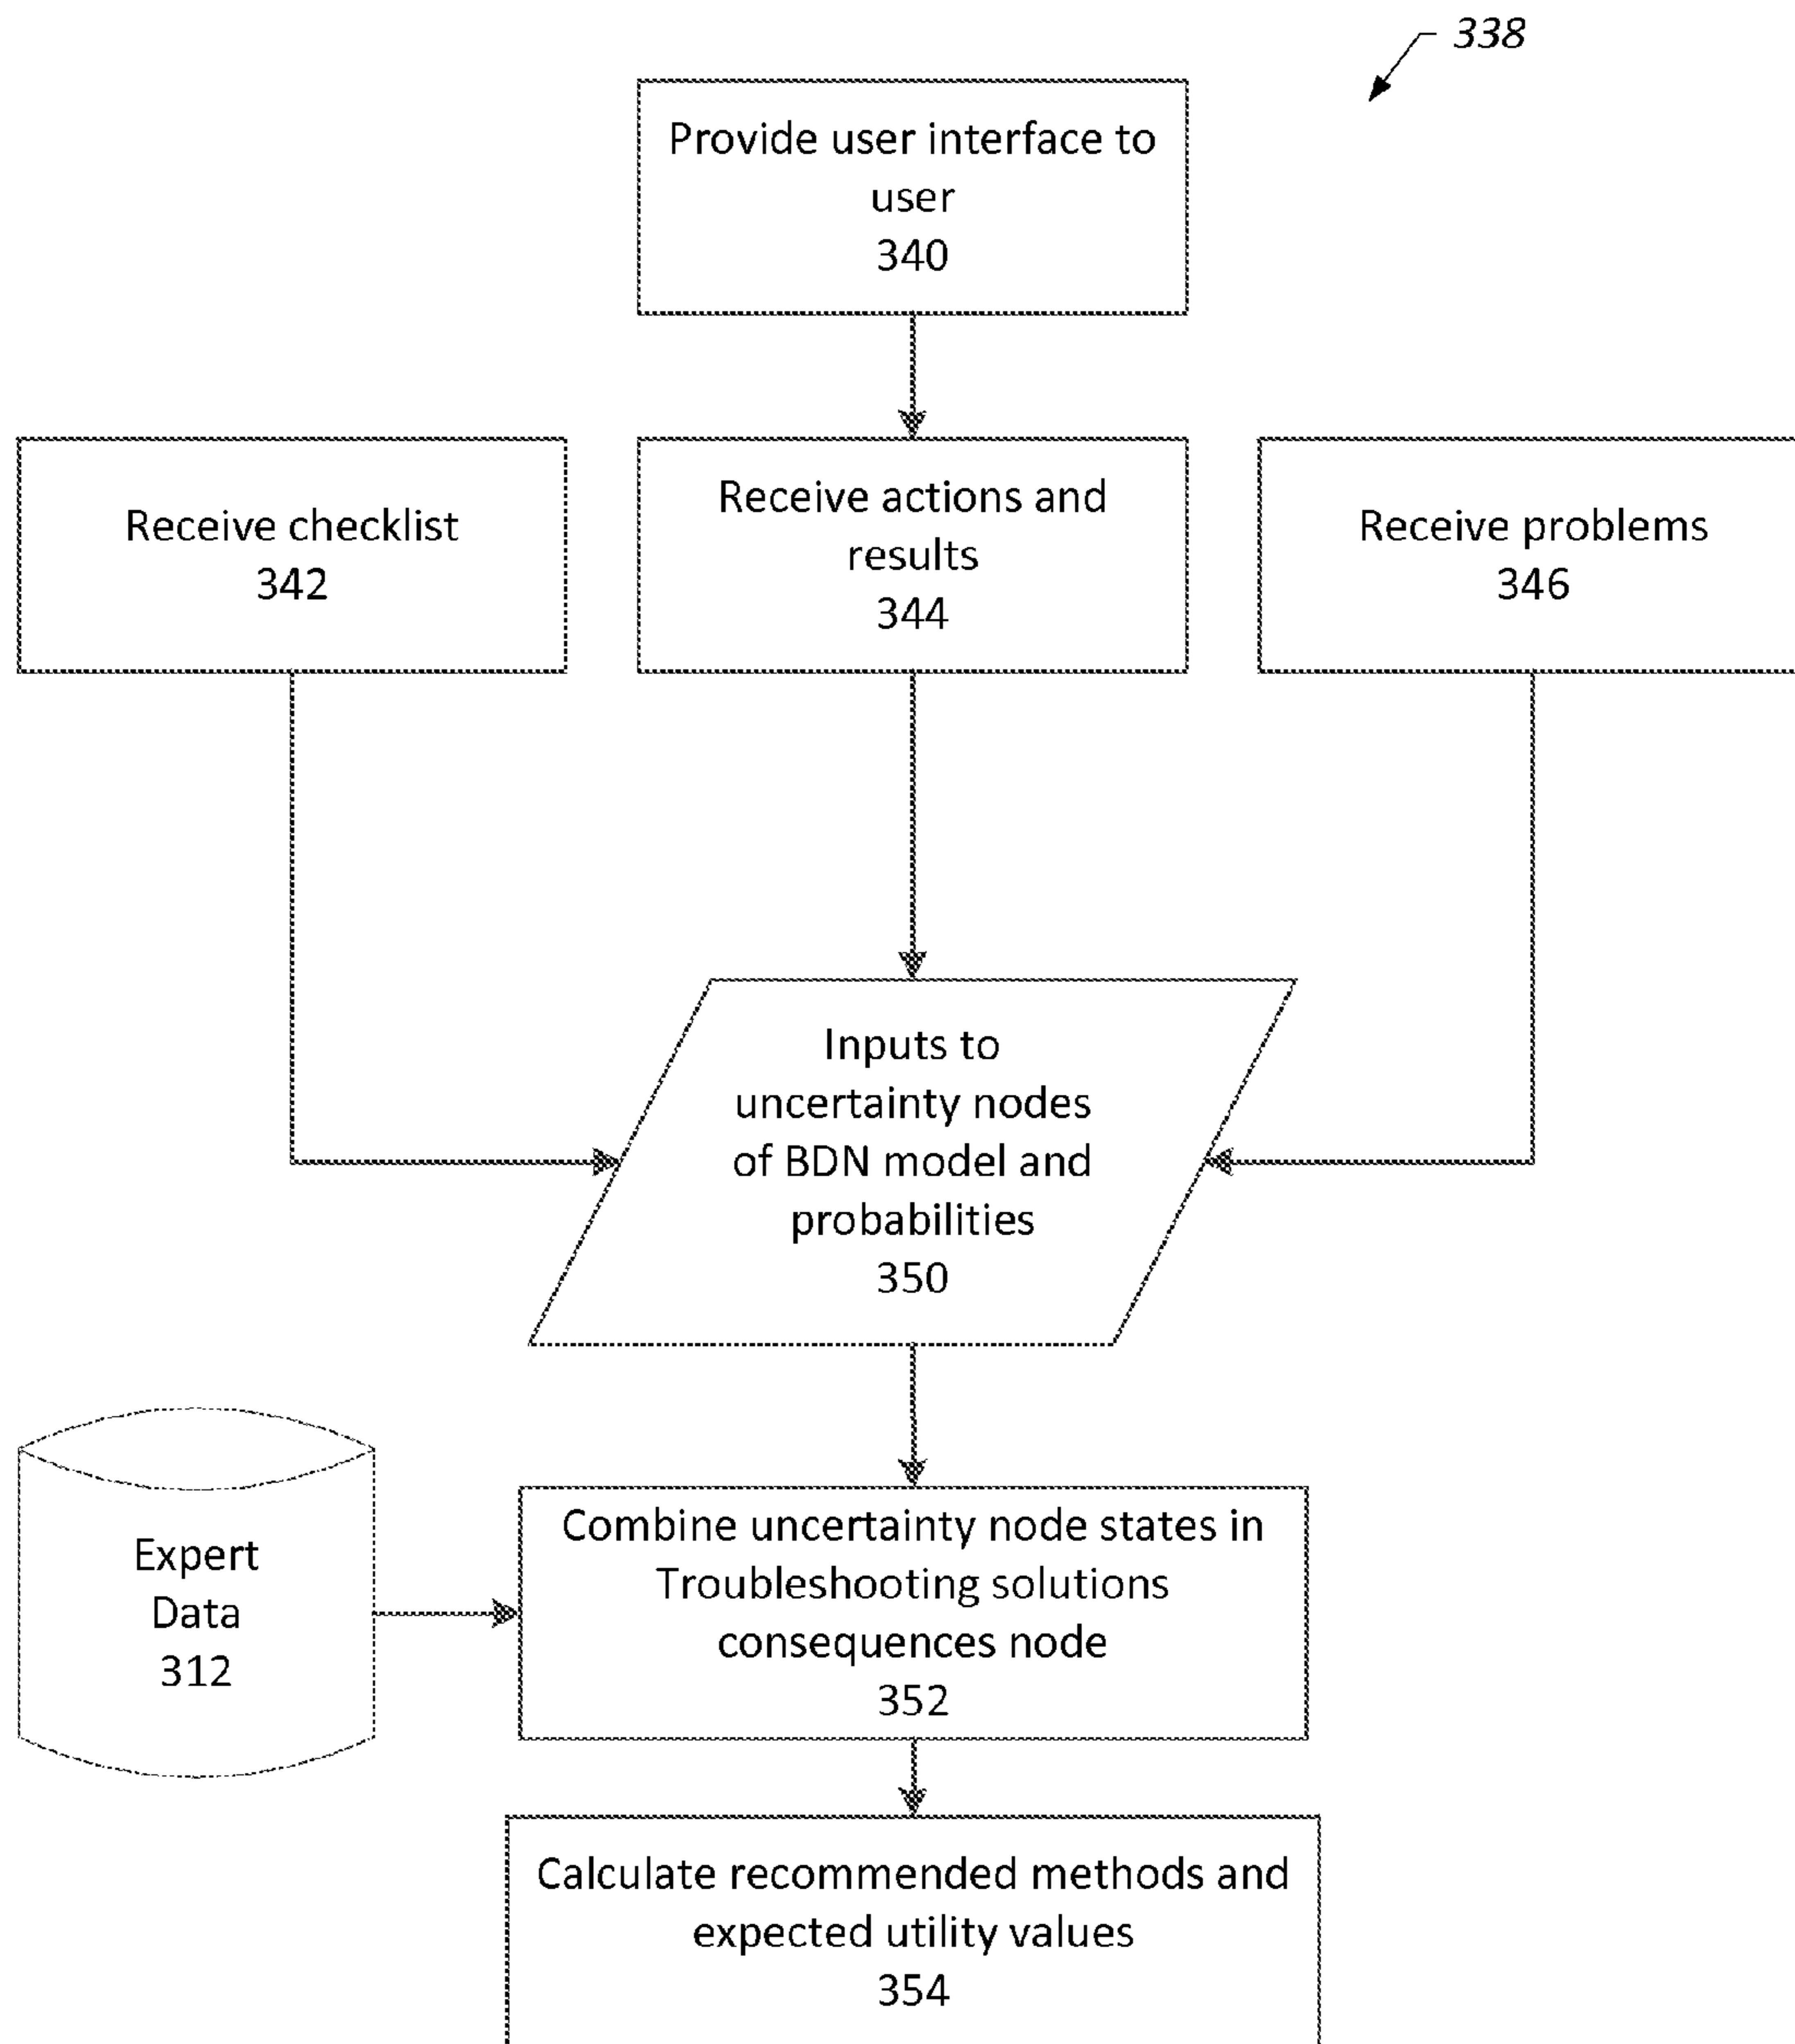 338
Provide user interface to
user
340
Receive checklist
342
Receive actions and
results
344
Receive problems
346
Inputs to
uncertainty nodes
of BDN model and
probabilities
350
Expert
Data
312
Combine uncertainty node states in
Troubleshooting solutions
consequences node
352
Calculate recommended methods and
expected utility values
354